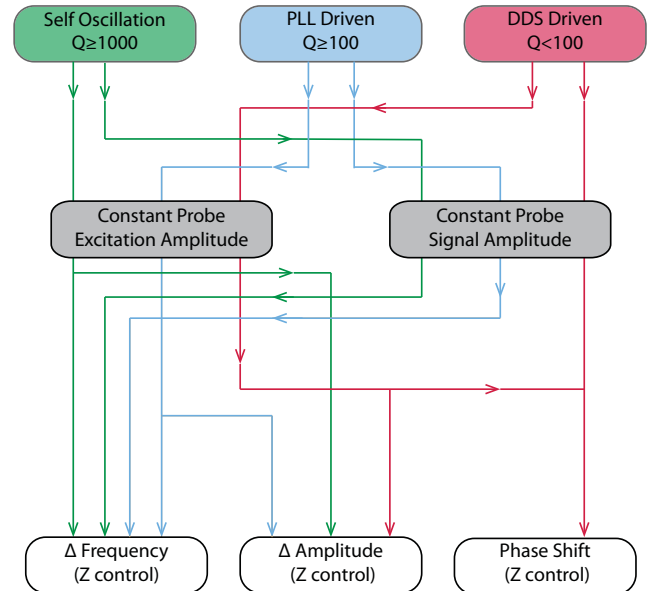 Self Oscillation
Q≥1000
PLL Driven
Q≥100
DDS Driven
Q<100
Constant Probe
Excitation Amplitude
Constant Probe
Signal Amplitude
Δ Frequency
(Z control)
Δ Amplitude
(Z control)
Phase Shift
(Z control)